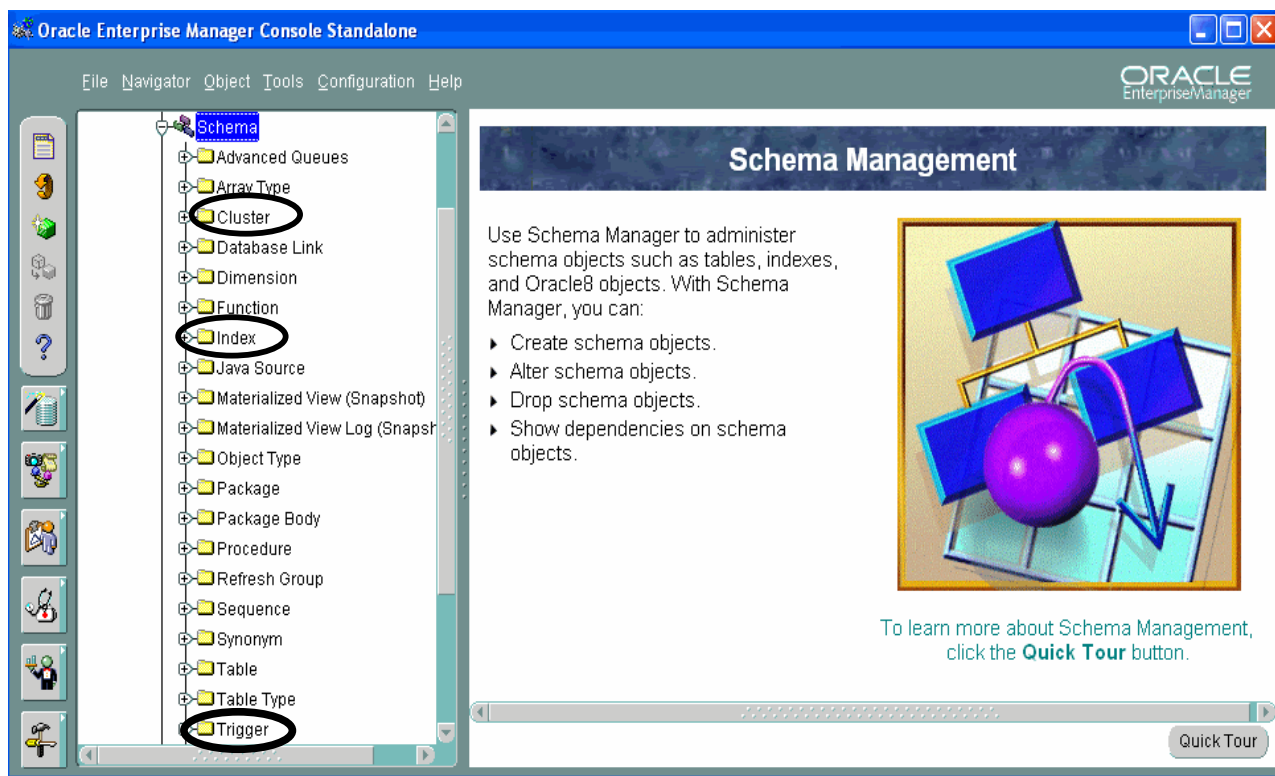 Oracle Enterprise Manager Console Standalone
File Navigator Object Tools Configuration Help
ORACLE
EnterpriseManager
Schema
Advanced Queues
Array Type
Cluster
Database Link
Dimension
Function
Index
Java Source
Materialized View (Snapshot)
Materialized View Log (Snapsh
Object Type
Package
Package Body
Procedure
Refresh Group
Sequence
Synonym
Table
Table Type
Trigger
Schema Management
Use Schema Manager to administer
schema objects such as tables, indexes,
and Oracle8 objects. With Schema
Manager, you can:
Create schema objects.
Alter schema objects.
Drop schema objects.
Show dependencies on schema
objects.
To learn more about Schema Management,
click the Quick Tour button.
Quick Tour